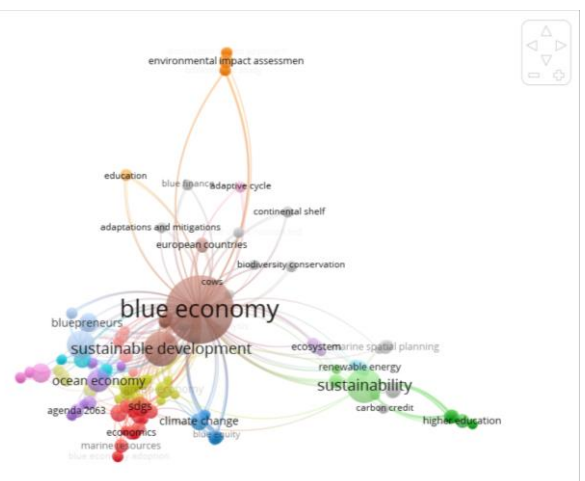 environmental impact assessmen
education
blue finance
adaptive cycle
continental shelf
adaptations and mitigations
european countries
biodiversity conservation
cows
blue economy
bluepreneurs
sustainable development
ecosystem
marine spatial planning
renewable energy
ocean economy
sustainability
agenda 2063
sdgs
carbon credit
climate change
higher education
economics
blue equity
marine resources
blue economy adoption